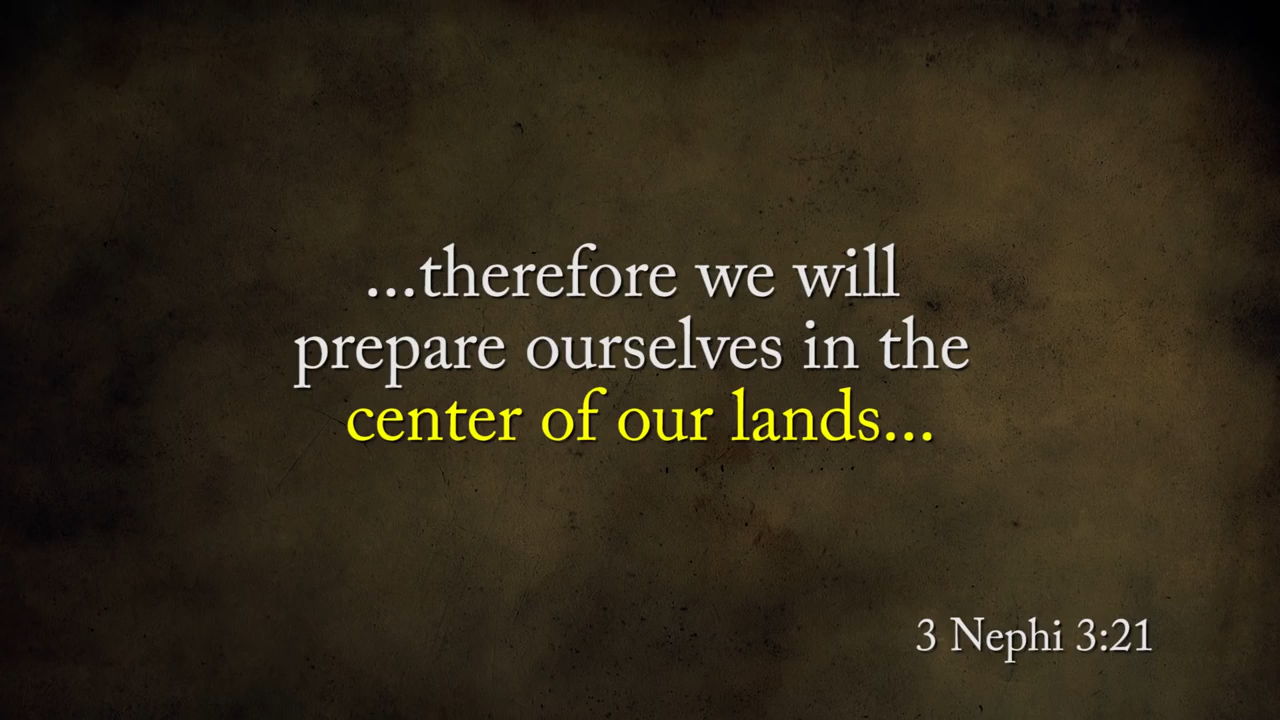 ...therefore we will
prepare ourselves in the
center of our lands...
3 Nephi 3:21